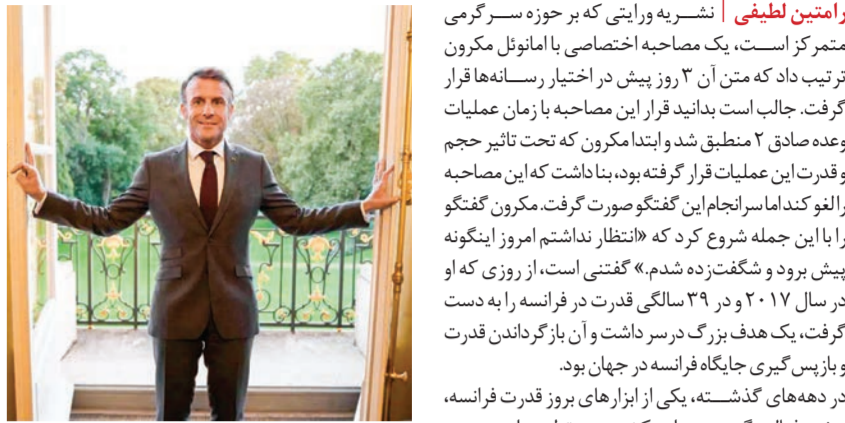 رامتین لطیفی | نشریه ورایتی که بر حوزه سرگرمی
متمرکز است، یک مصاحبه اختصاصی با امانوئل مکرون
ترتیب داد که متن آن ۳ روز پیش در اختیار رسانه‌ها قرار
گرفت. جالب است بدانید قرار این مصاحبه با زمان عملیات
وعده صادق ۲ منطبق شد و ابتدا مکرون که تحت تاثیر حجم
و قدرت این عملیات قرار گرفته بود، بنا داشت که این مصاحبه
را لغو کند اما سرانجام این گفتگو صورت گرفت. مکرون گفتگو
را با این جمله شروع کرد که «انتظار نداشتم امروز اینگونه
پیش برود و شگفت‌زده شدم.» گفتنی است، از روزی که او
در سال ۲۰۱۷ و در ۳۹ سالگی قدرت در فرانسه را به دست
گرفت، یک هدف بزرگ در سر داشت و آن بازگرداندن قدرت
و بازپس گیری جایگاه فرانسه در جهان بود.
در دهه‌های گذشته، یکی از ابزارهای بروز قدرت فرانسه،